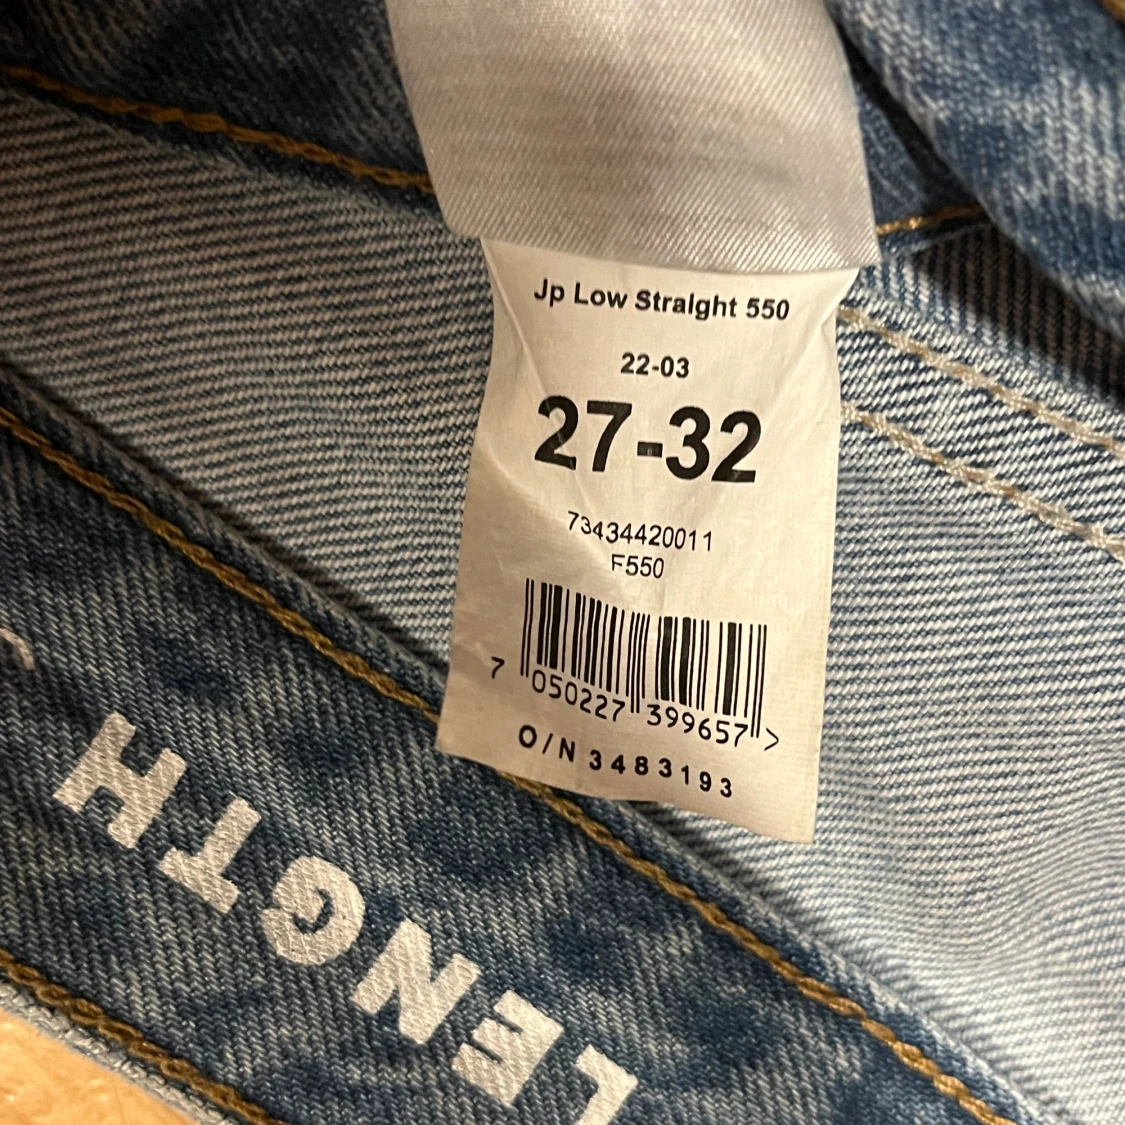 Jp Low Straight 550
22-03
27-32
73434420011
F550
7 050227 399657 >
O/N 3483193
LENGTH